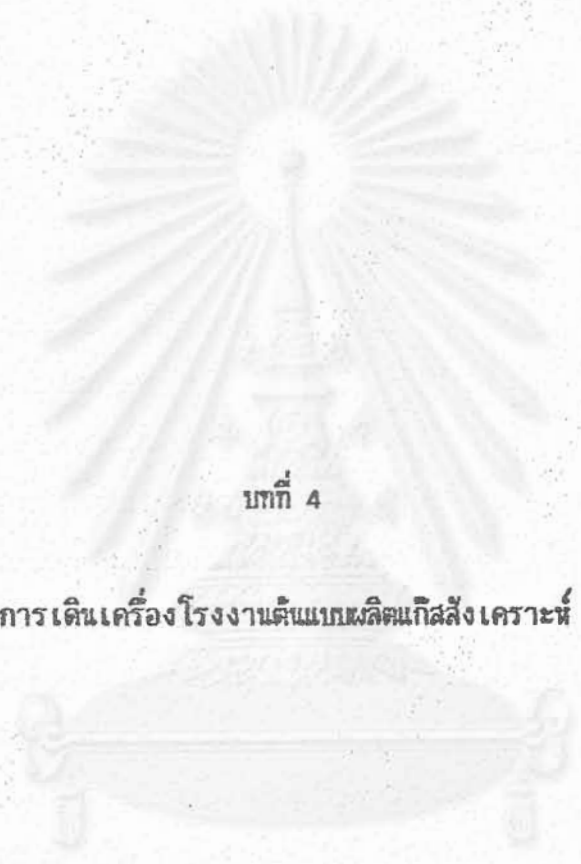 บทที่ 4
การเดินเครื่องโรงงานต้นแบบผลิตแก๊สสังเคราะห์